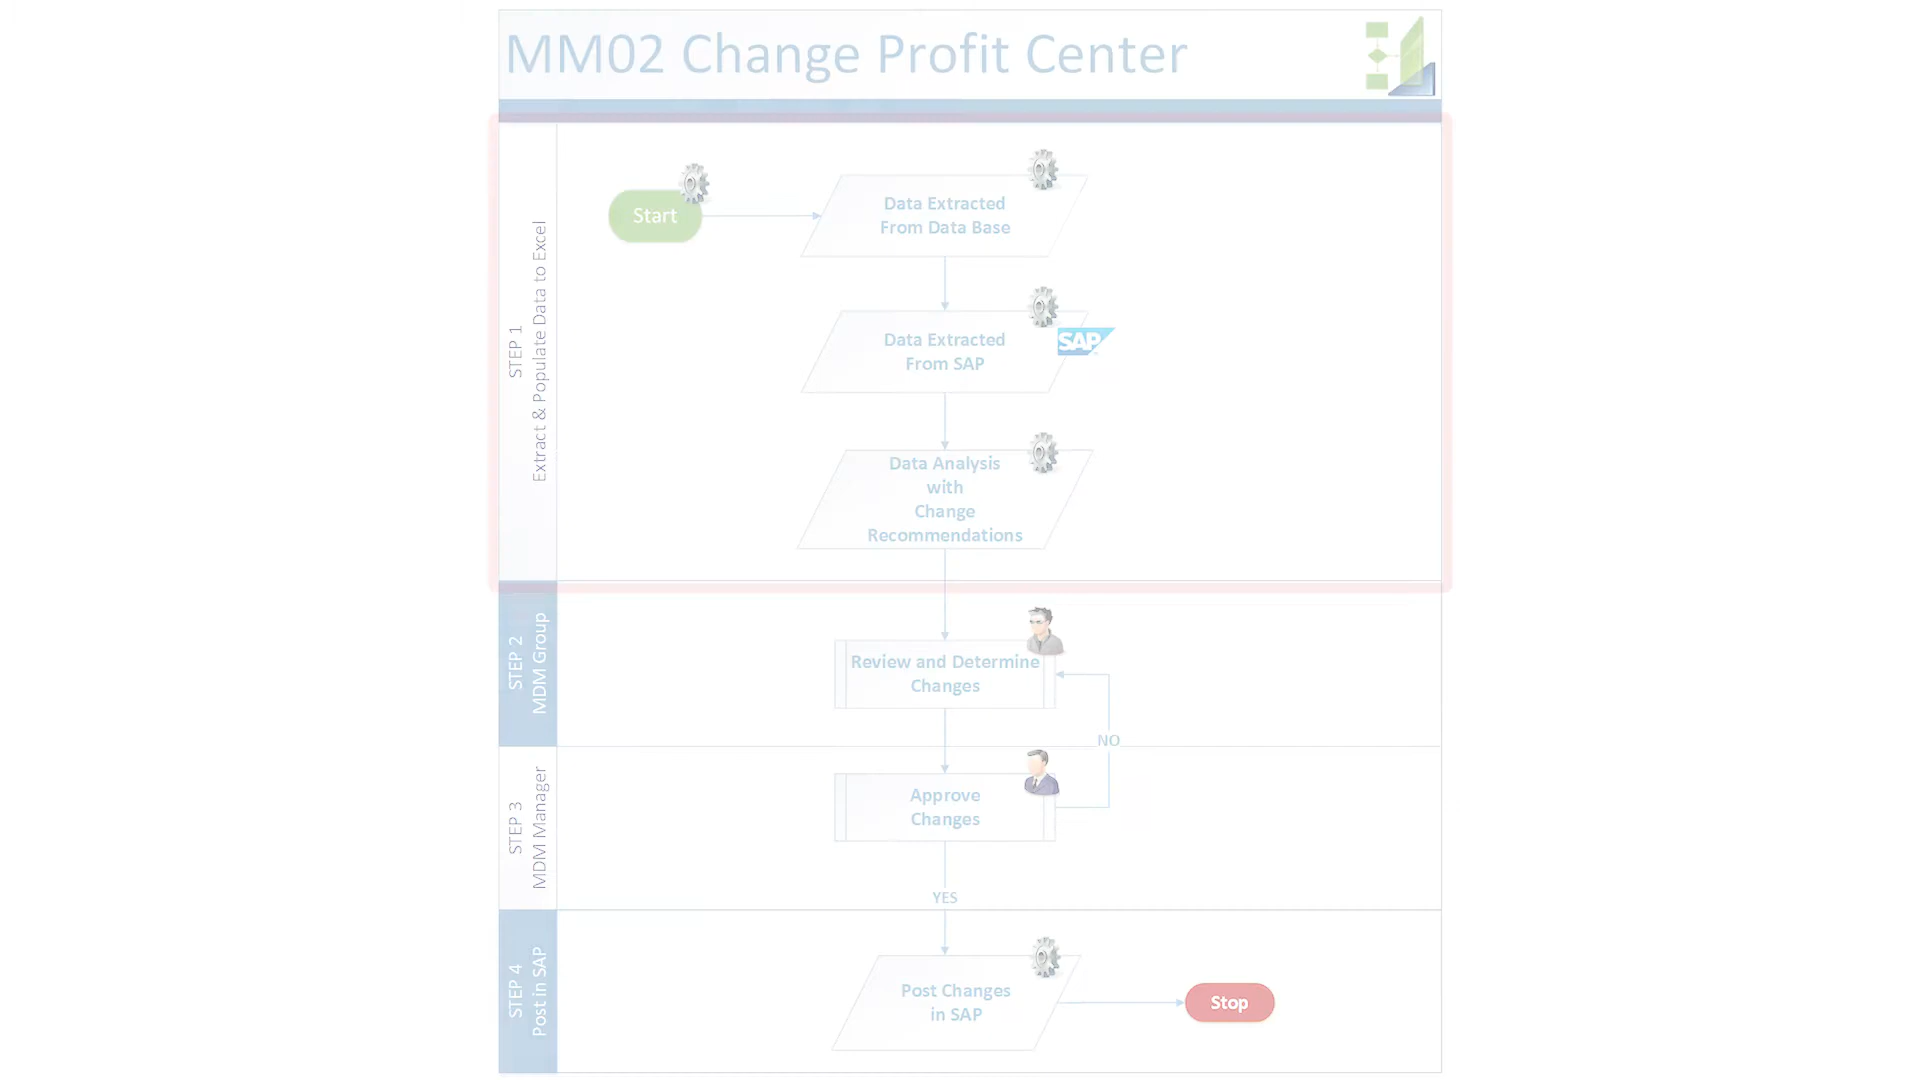 MM02 Change Profit Center
STEP 1
Extract & Populate Data to Excel
Start
Data Extracted
From Data Base
Data Extracted
From SAP
SAP
Data Analysis
with
Change
Recommendations
STEP 2
MDM Group
Review and Determine
Changes
NO
STEP 3
MDM Manager
Approve
Changes
YES
STEP 4
Post in SAP
Post Changes
in SAP
Stop